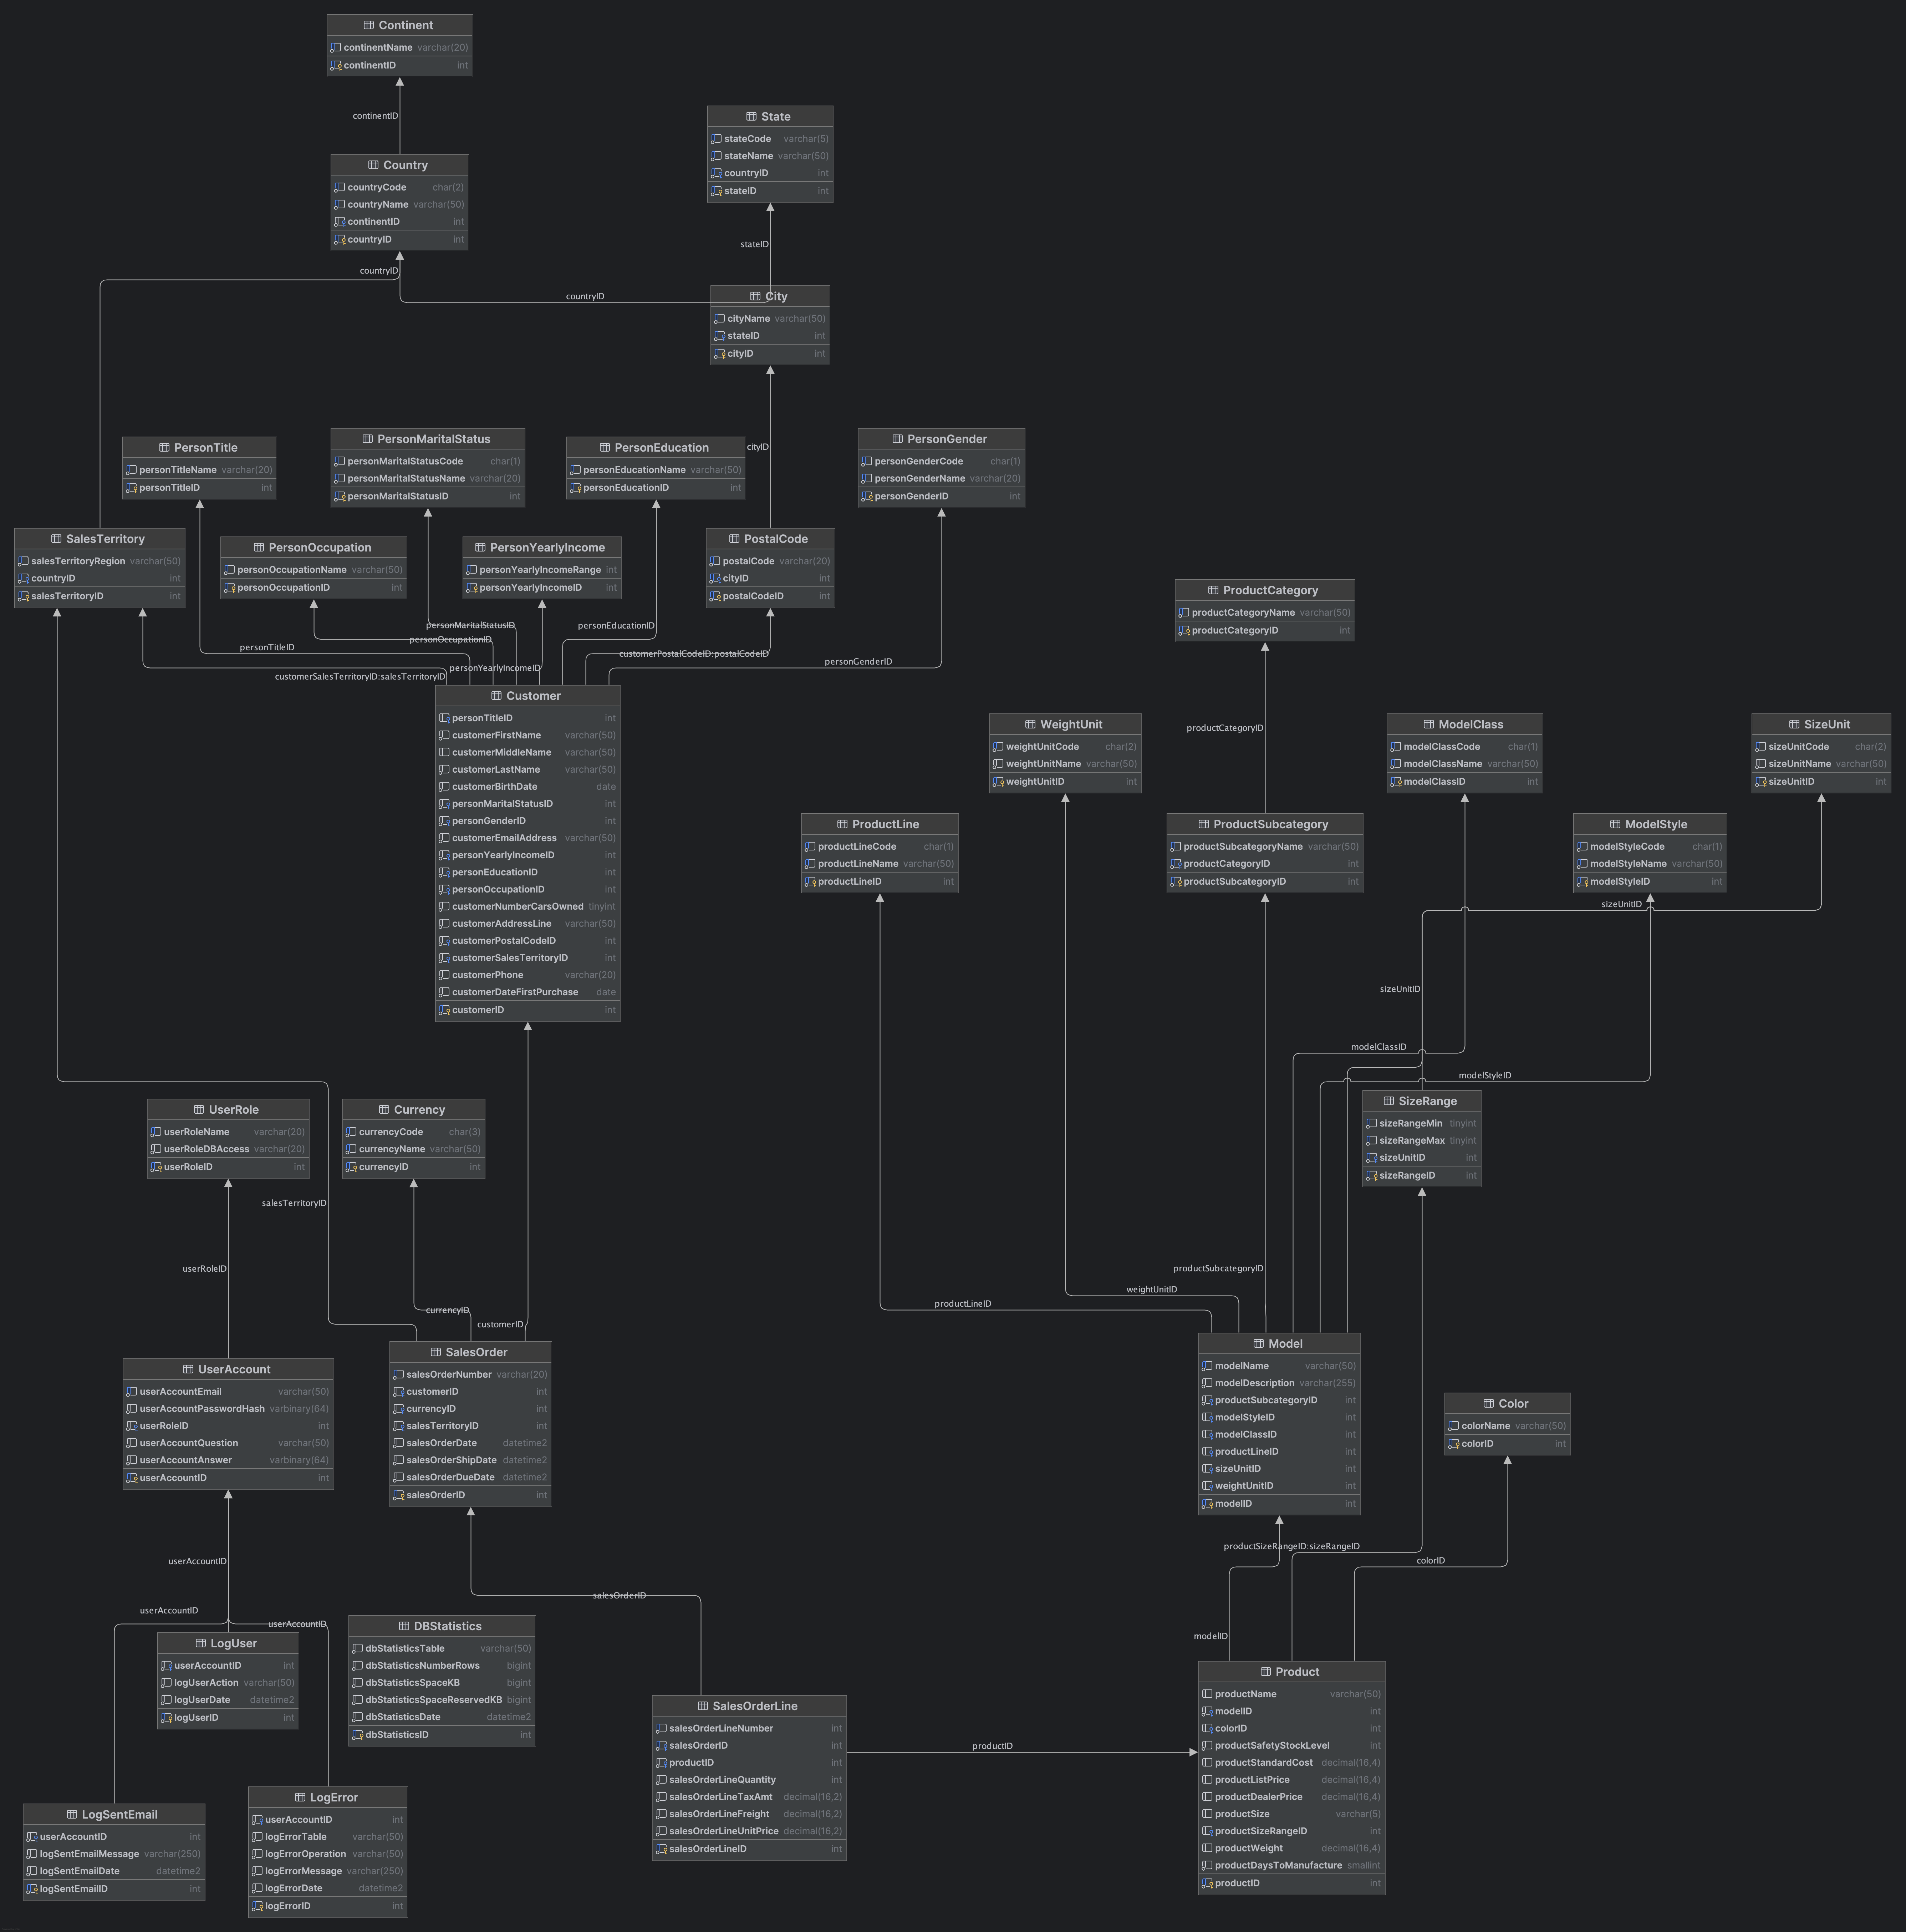 Continent
continentName varchar(20)
continentID int
continentID
State
stateCode varchar(5)
stateName varchar(50)
countryID int
stateID int
Country
countryCode char(2)
countryName varchar(50)
continentID int
countryID int
stateID
countryID
countryID
City
cityName varchar(50)
stateID int
cityID int
cityID
PersonTitle
personTitleName varchar(20)
personTitleID int
PersonMaritalStatus
personMaritalStatusCode char(1)
personMaritalStatusName varchar(20)
personMaritalStatusID int
PersonEducation
personEducationName varchar(50)
personEducationID int
PersonGender
personGenderCode char(1)
personGenderName varchar(20)
personGenderID int
SalesTerritory
salesTerritoryRegion varchar(50)
countryID int
salesTerritoryID int
PersonOccupation
personOccupationName varchar(50)
personOccupationID int
PersonYearlyIncome
personYearlyIncomeRange int
personYearlyIncomeID int
PostalCode
postalCode varchar(20)
cityID int
postalCodeID int
ProductCategory
productCategoryName varchar(50)
productCategoryID int
personMaritalStatusID
personEducationID
personOccupationID
personTitleID
customerPostalCodeID:postalCodeID
personGenderID
personYearlyIncomeID
customerSalesTerritoryID:salesTerritoryID
Customer
personTitleID int
customerFirstName varchar(50)
customerMiddleName varchar(50)
customerLastName varchar(50)
customerBirthDate date
personMaritalStatusID int
personGenderID int
customerEmailAddress varchar(50)
personYearlyIncomeID int
personEducationID int
personOccupationID int
customerNumberCarsOwned tinyint
customerAddressLine varchar(50)
customerPostalCodeID int
customerSalesTerritoryID int
customerPhone varchar(20)
customerDateFirstPurchase date
customerID int
productCategoryID
WeightUnit
weightUnitCode char(2)
weightUnitName varchar(50)
weightUnitID int
ModelClass
modelClassCode char(1)
modelClassName varchar(50)
modelClassID int
SizeUnit
sizeUnitCode char(2)
sizeUnitName varchar(50)
sizeUnitID int
ProductLine
productLineCode char(1)
productLineName varchar(50)
productLineID int
ProductSubcategory
productSubcategoryName varchar(50)
productCategoryID int
productSubcategoryID int
ModelStyle
modelStyleCode char(1)
modelStyleName varchar(50)
modelStyleID int
sizeUnitID
sizeUnitID
modelClassID
modelStyleID
SizeRange
sizeRangeMin tinyint
sizeRangeMax tinyint
sizeUnitID int
sizeRangeID int
UserRole
userRoleName varchar(20)
userRoleDBAccess varchar(20)
userRoleID int
Currency
currencyCode char(3)
currencyName varchar(50)
currencyID int
salesTerritoryID
userRoleID
productSubcategoryID
weightUnitID
productLineID
currencyID
customerID
UserAccount
userAccountEmail varchar(50)
userAccountPasswordHash varbinary(64)
userRoleID int
userAccountQuestion varchar(50)
userAccountAnswer varbinary(64)
userAccountID int
SalesOrder
salesOrderNumber varchar(20)
customerID int
currencyID int
salesTerritoryID int
salesOrderDate datetime2
salesOrderShipDate datetime2
salesOrderDueDate datetime2
salesOrderID int
Model
modelName varchar(50)
modelDescription varchar(255)
productSubcategoryID int
modelStyleID int
modelClassID int
productLineID int
sizeUnitID int
weightUnitID int
modelID int
Color
colorName varchar(50)
colorID int
productSizeRangeID:sizeRangeID
colorID
userAccountID
salesOrderID
userAccountID
userAccountID
modelID
LogUser
userAccountID int
logUserAction varchar(50)
logUserDate datetime2
logUserID int
DBStatistics
dbStatisticsTable varchar(50)
dbStatisticsNumberRows bigint
dbStatisticsSpaceKB bigint
dbStatisticsSpaceReservedKB bigint
dbStatisticsDate datetime2
dbStatisticsID int
SalesOrderLine
salesOrderLineNumber int
salesOrderID int
productID int
salesOrderLineQuantity int
salesOrderLineTaxAmt decimal(16,2)
salesOrderLineFreight decimal(16,2)
salesOrderLineUnitPrice decimal(16,2)
salesOrderLineID int
productID
Product
productName varchar(50)
modelID int
colorID int
productSafetyStockLevel int
productStandardCost decimal(16,4)
productListPrice decimal(16,4)
productDealerPrice decimal(16,4)
productSize varchar(5)
productSizeRangeID int
productWeight decimal(16,4)
productDaysToManufacture smallint
productID int
LogSentEmail
userAccountID int
logSentEmailMessage varchar(250)
logSentEmailDate datetime2
logSentEmailID int
LogError
userAccountID int
logErrorTable varchar(50)
logErrorOperation varchar(50)
logErrorMessage varchar(250)
logErrorDate datetime2
logErrorID int